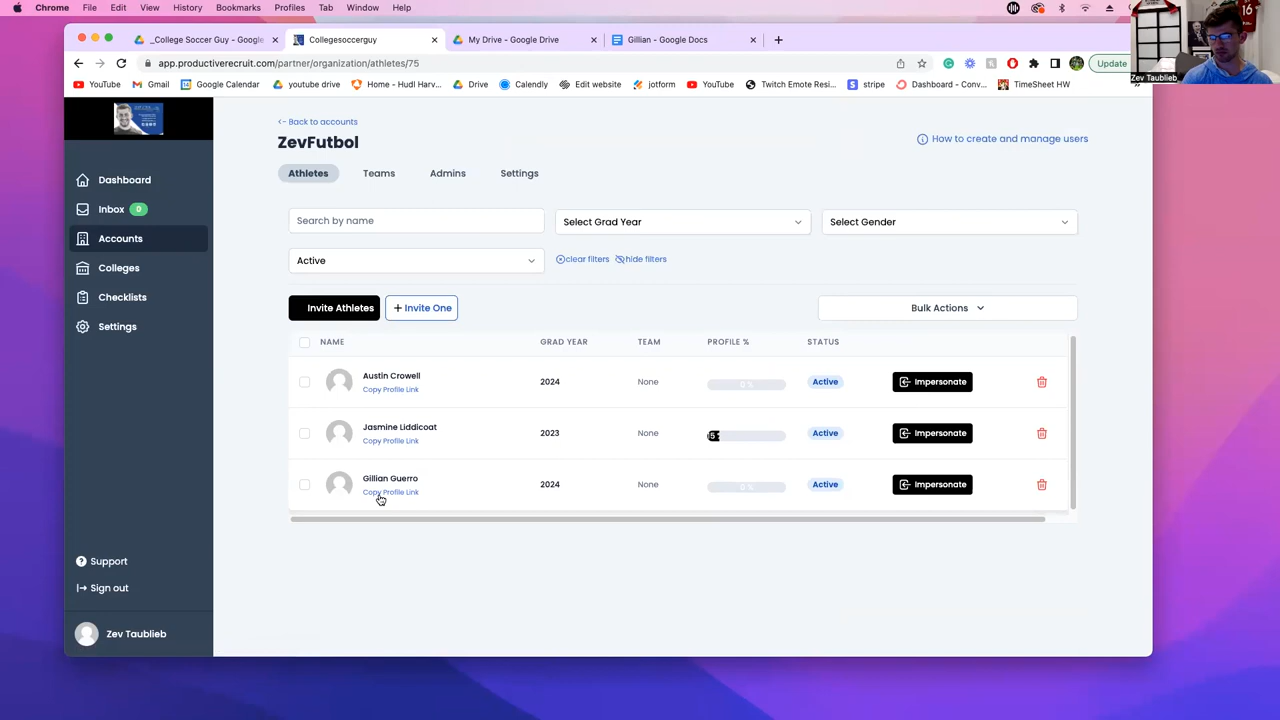 Chrome File Edit View History Bookmarks Profiles Tab Window Help
_College Soccer Guy - Google Collegesoccerguy My Drive - Google Drive Gillian - Google Docs
app.productiverecruit.com/partner/organization/athletes/75 Update
YouTube Gmail Google Calendar youtube drive Home - Hudl Harv... Drive Calendly Edit website jotform YouTube Twitch Emote Resi... stripe Dashboard - Conv... TimeSheet HW »
Zev Taublieb
<- Back to accounts
ZevFutbol
How to create and manage users
Athletes Teams Admins Settings
Dashboard
Inbox 0
Accounts
Colleges
Checklists
Settings
Search by name Select Grad Year Select Gender
Active clear filters hide filters
Invite Athletes + Invite One Bulk Actions
NAME GRAD YEAR TEAM PROFILE % STATUS
Austin Crowell 2024 None 0 % Active Impersonate
Copy Profile Link
Jasmine Liddicoat 2023 None Active Impersonate
Copy Profile Link
Gillian Guerro 2024 None 0 % Active Impersonate
Copy Profile Link
Support
Sign out
Zev Taublieb